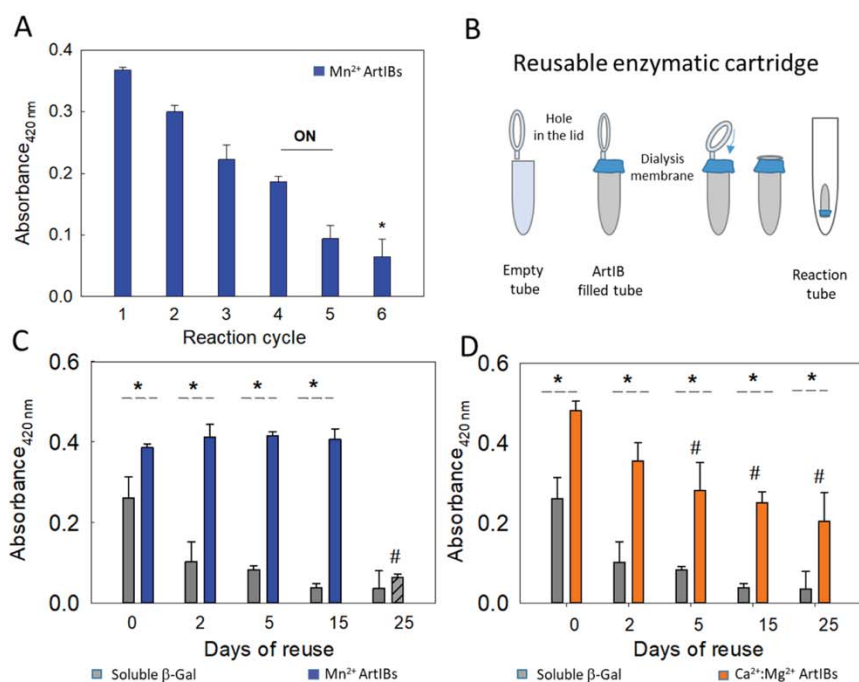 A
Absorbance420 nm
0.4
0.3
0.2
0.1
0.0
Mn²⁺ ArtIBs
ON
*
1 2 3 4 5 6
Reaction cycle
B
Reusable enzymatic cartridge
Hole
in the lid
Dialysis
membrane
Empty
tube
ArtIB
filled tube
Reaction
tube
C
Absorbance420 nm
0.6
0.4
0.2
0.0
* * * *
#
0 2 5 15 25
Days of reuse
Soluble β-Gal Mn²⁺ ArtIBs
D
Absorbance420 nm
0.6
0.4
0.2
0.0
* * * * *
# # #
0 2 5 15 25
Days of reuse
Soluble β-Gal Ca²⁺:Mg²⁺ ArtIBs